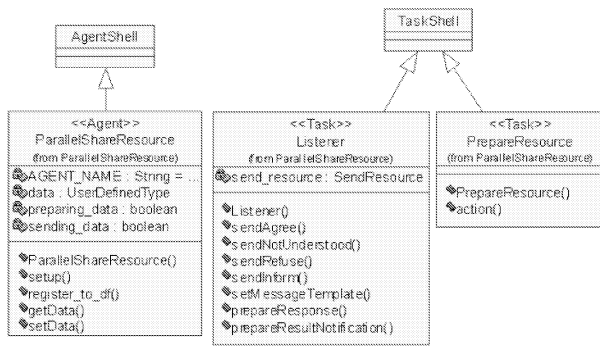 AgentShell
TaskShell
<<Agent>>
ParallelShareResource
(from ParallelShareResource)
AGENT_NAME : String = ...
data : UserDefinedType
preparing_data : boolean
sending_data : boolean
ParallelShareResource()
setup()
register_to_df()
getData()
setData()
<<Task>>
Listener
(from ParallelShareResource)
send_resource : SendResource
Listener()
sendAgree()
sendNotUnderstood()
sendRefuse()
sendInform()
setMessageTemplate()
prepareResponse()
prepareResultNotification()
<<Task>>
PrepareResource
(from ParallelShareResource)
PrepareResource()
action()